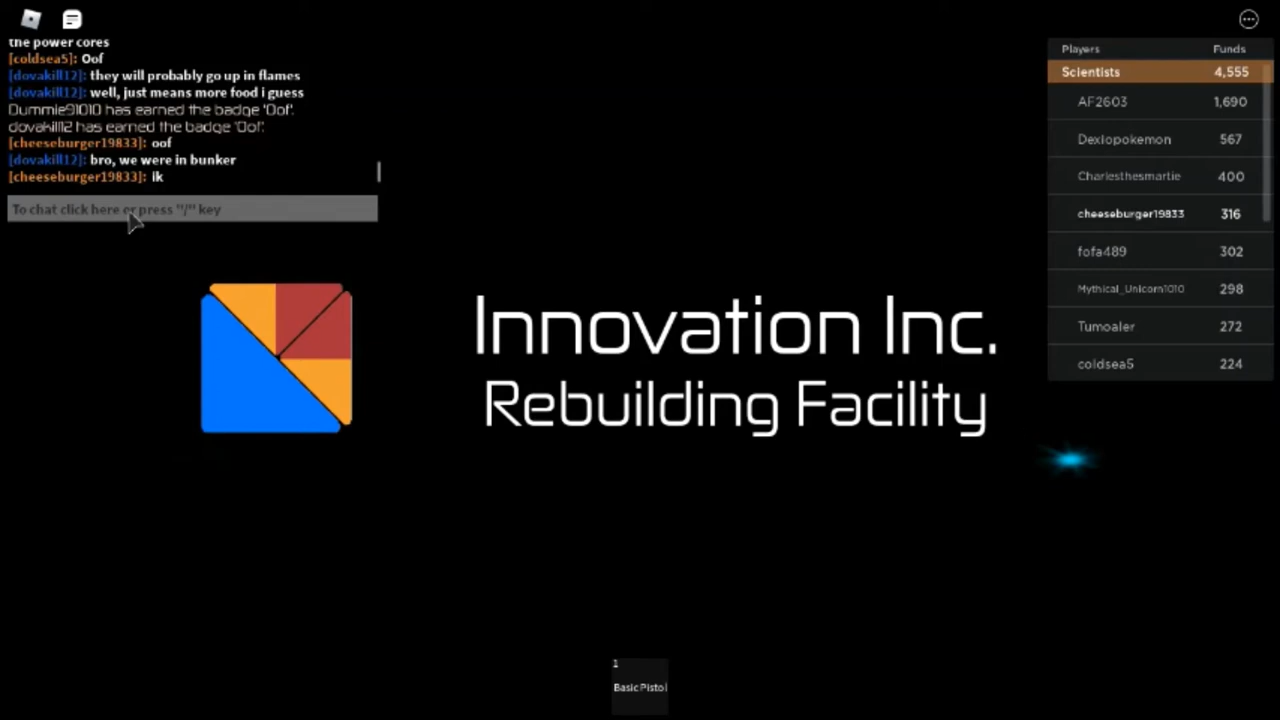 the power cores
[coldsea5]: Oof
[dovakill12]: they will probably go up in flames
[dovakill12]: well, just means more food i guess
Dummie91010 has earned the badge 'Oof'.
dovakill12 has earned the badge 'Oof'.
[cheeseburger19833]: oof
[dovakill12]: bro, we were in bunker
[cheeseburger19833]: ik
To chat click here or press "/" key
Players Funds
Scientists 4,555
AF2603 1,690
Dexiopokemon 567
Charlesthesmartie 400
cheeseburger19833 316
fofa489 302
Mythical_Unicorn1010 298
Tumoaler 272
coldsea5 224
Innovation Inc.
Rebuilding Facility
1
Basic Pistol